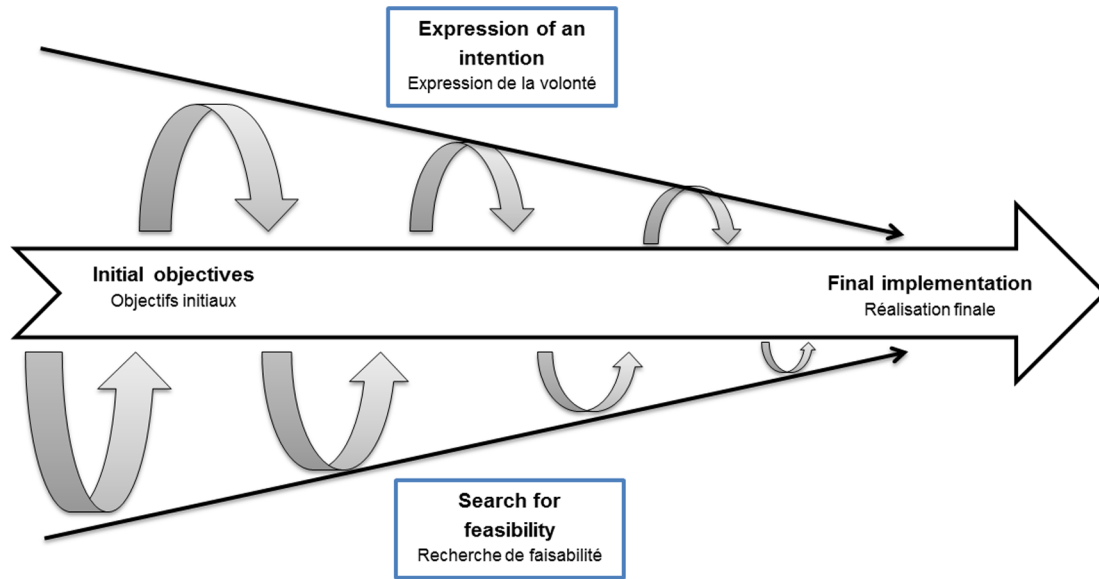 Expression of an
intention
Expression de la volonté
Initial objectives
Objectifs initiaux
Final implementation
Réalisation finale
Search for
feasibility
Recherche de faisabilité